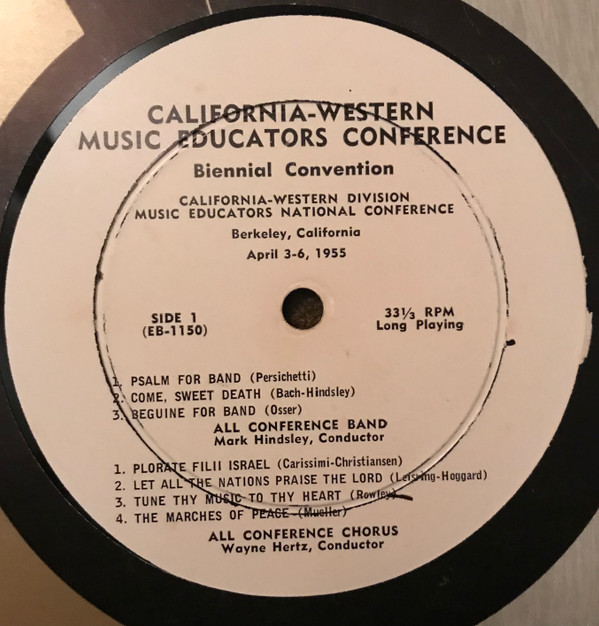 CALIFORNIA-WESTERN
MUSIC EDUCATORS CONFERENCE
Biennial Convention
CALIFORNIA-WESTERN DIVISION
MUSIC EDUCATORS NATIONAL CONFERENCE
Berkeley, California
April 3-6, 1955
SIDE 1
(EB-1150)
33⅓ RPM
Long Playing
1. PSALM FOR BAND (Persichetti)
2. COME, SWEET DEATH (Bach-Hindsley)
3. BEGUINE FOR BAND (Osser)
ALL CONFERENCE BAND
Mark Hindsley, Conductor
1. PLORATE FILII ISRAEL (Carissimi-Christiansen)
2. LET ALL THE NATIONS PRAISE THE LORD (Leisring-Hoggard)
3. TUNE THY MUSIC TO THY HEART (Rowley)
4. THE MARCHES OF PEACE (Mueller)
ALL CONFERENCE CHORUS
Wayne Hertz, Conductor